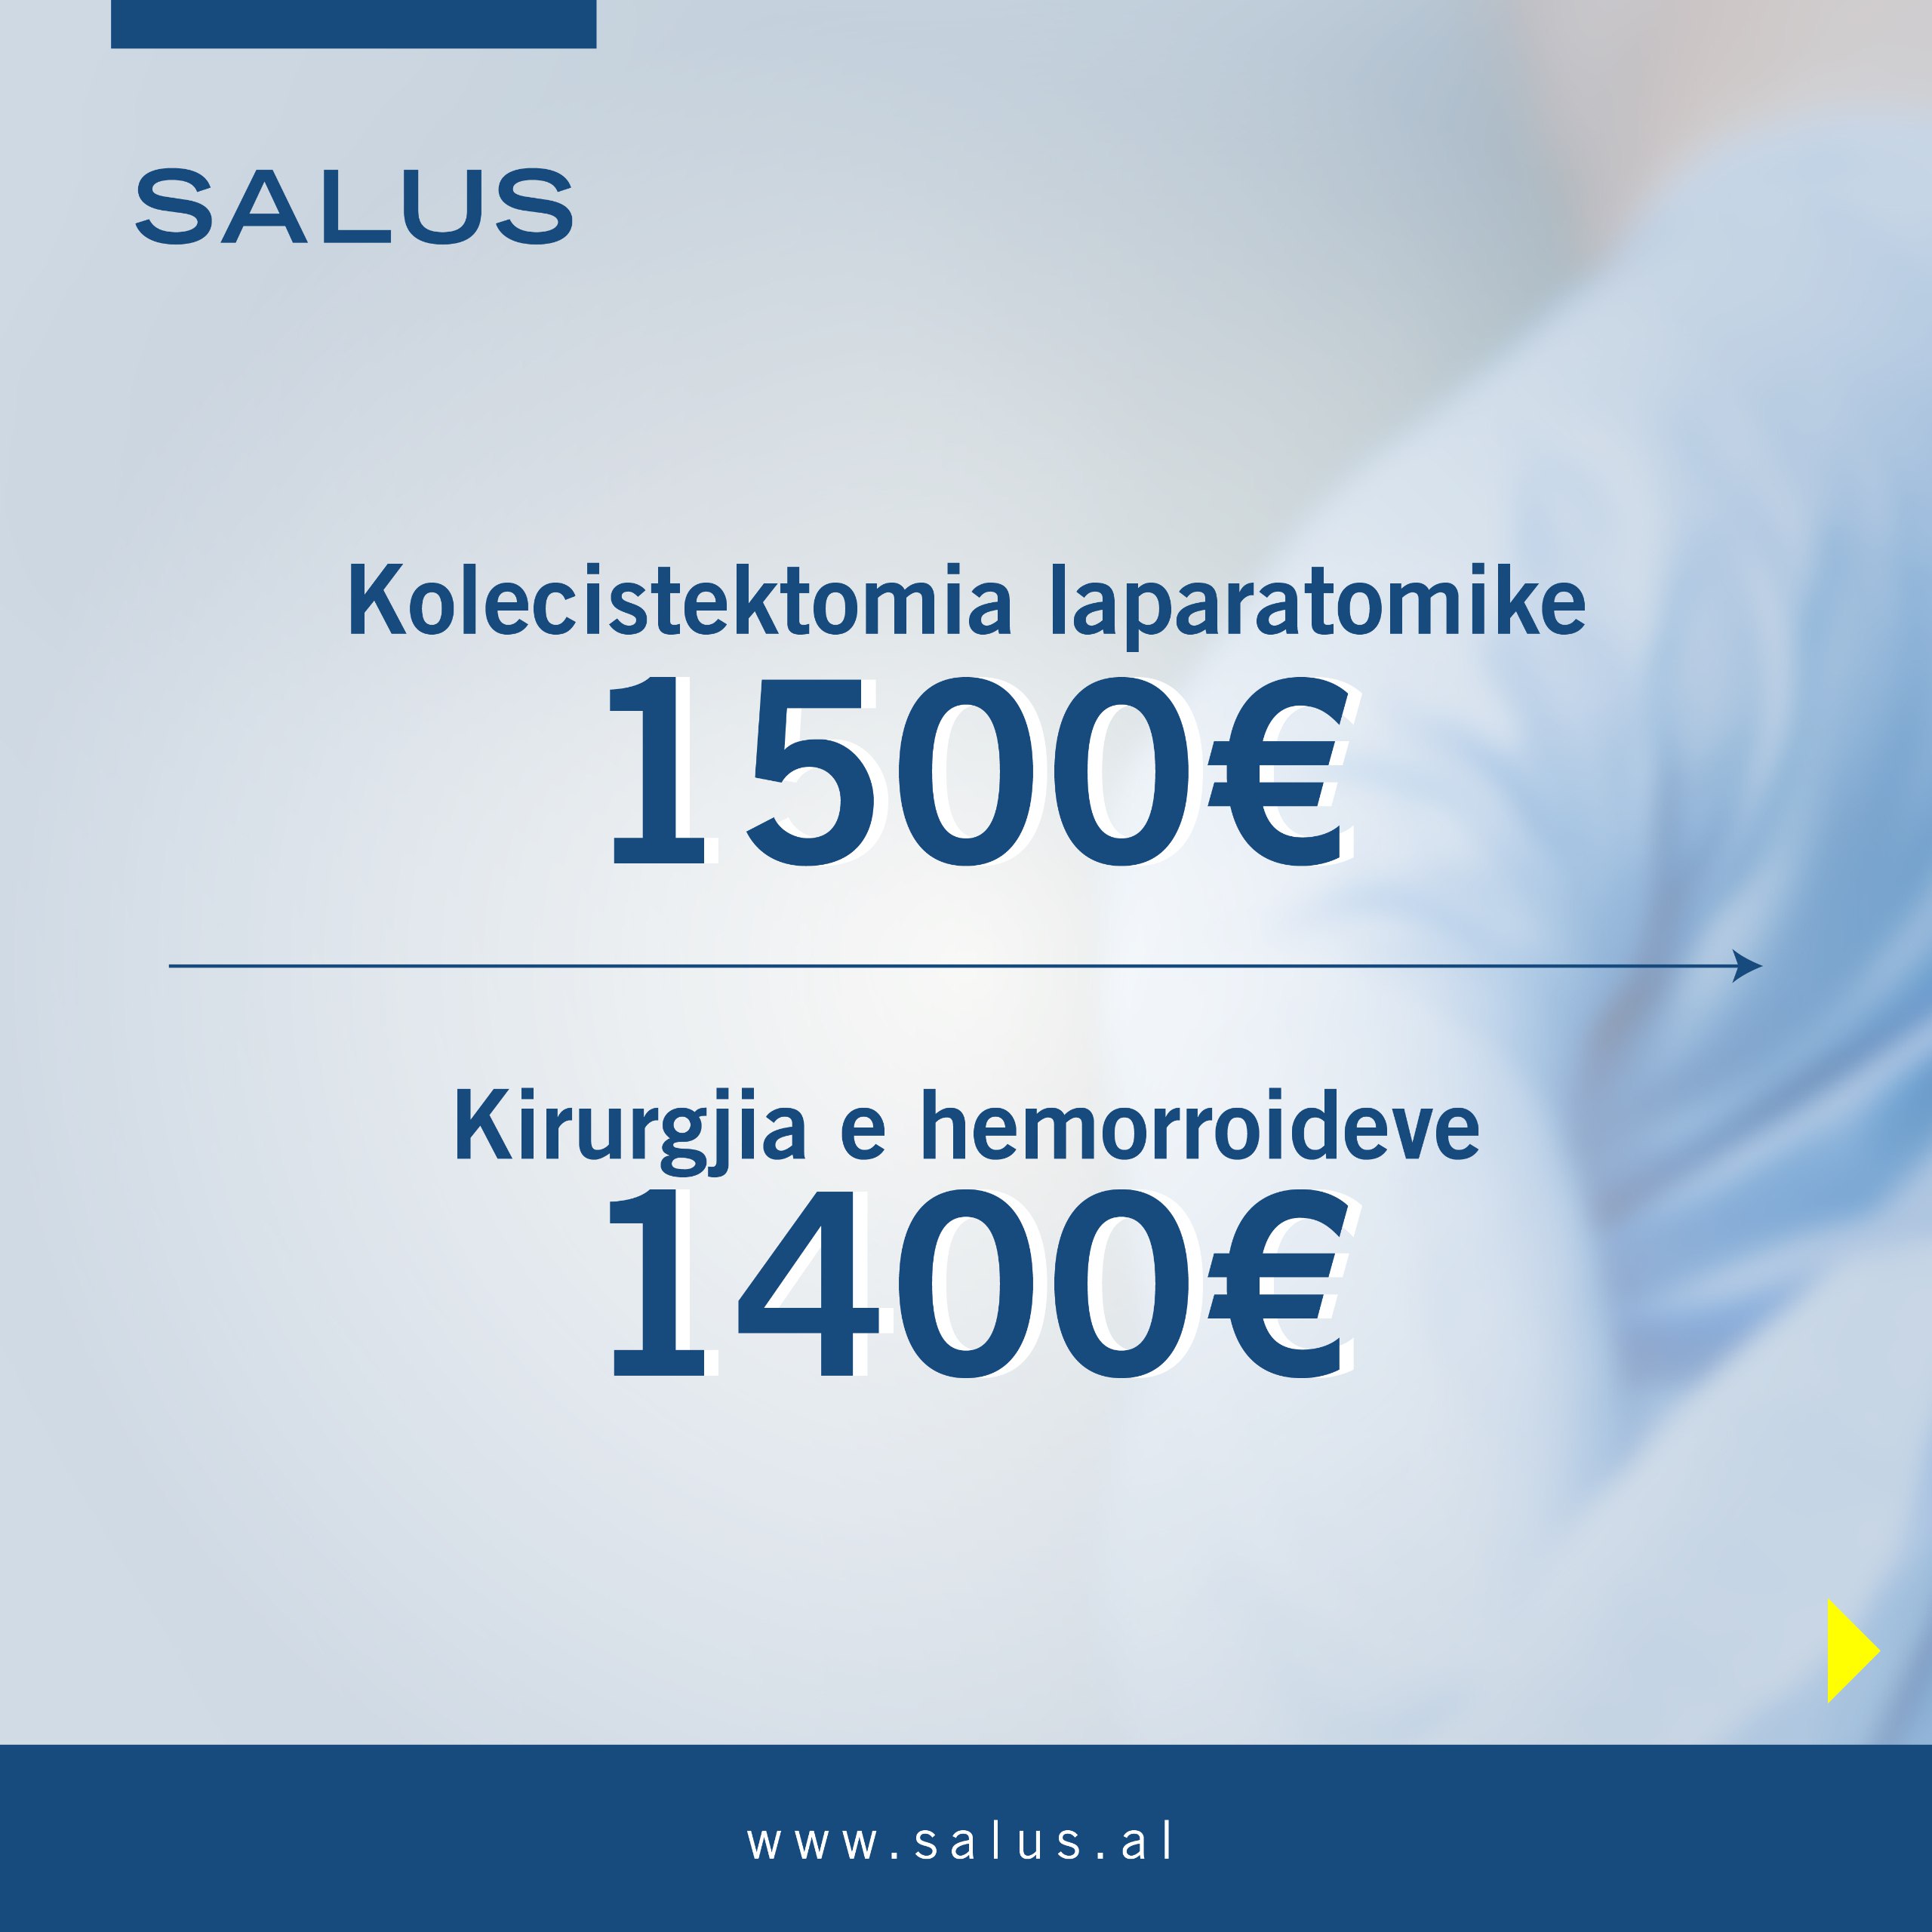 SALUS
Kolecistektomia laparatomike
1500€
Kirurgjia e hemorroideve
1400€
www.salus.al